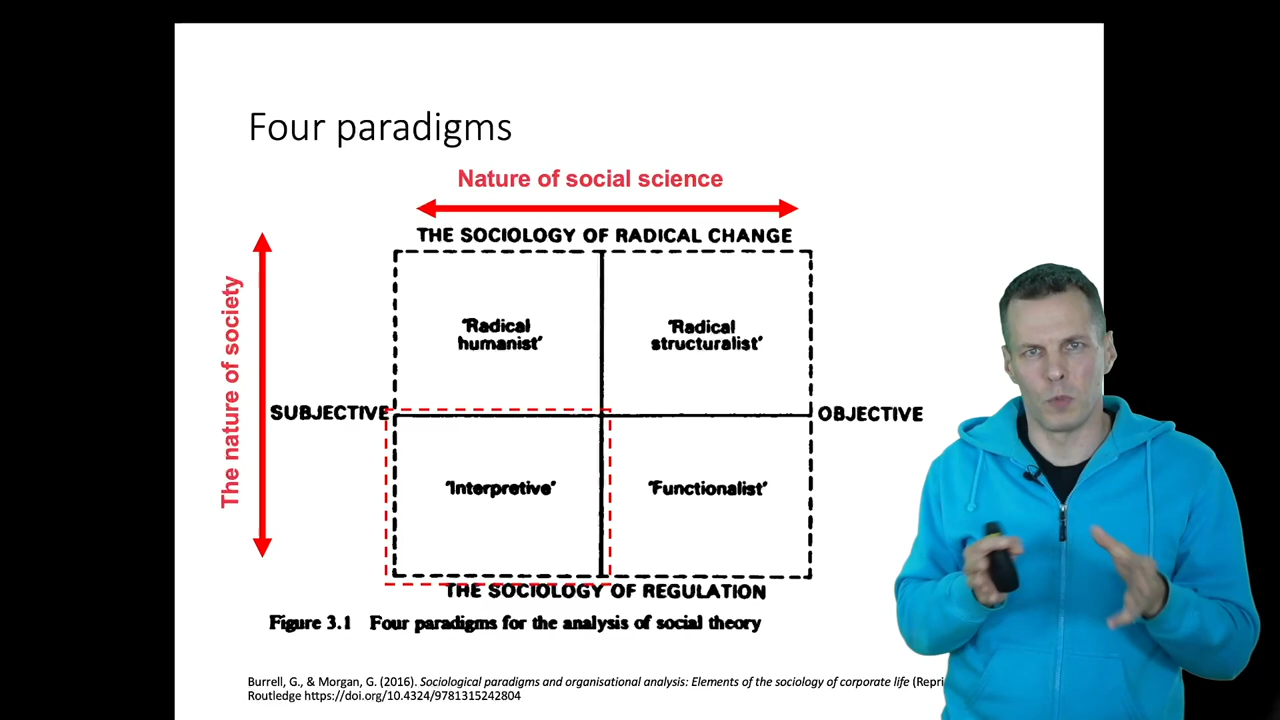 Four paradigms
Nature of social science
The nature of society
THE SOCIOLOGY OF RADICAL CHANGE
'Radical
humanist'
'Radical
structuralist'
SUBJECTIVE
OBJECTIVE
'Interpretive'
'Functionalist'
THE SOCIOLOGY OF REGULATION
Figure 3.1 Four paradigms for the analysis of social theory
Burrell, G., & Morgan, G. (2016). Sociological paradigms and organisational analysis: Elements of the sociology of corporate life (Repri
Routledge https://doi.org/10.4324/9781315242804